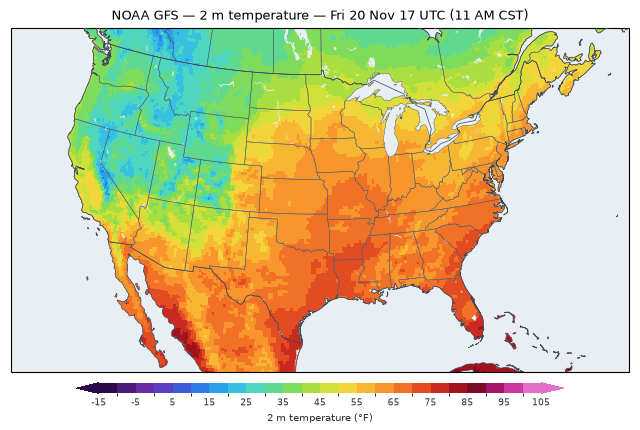 NOAA GFS — 2 m temperature — Fri 20 Nov 17 UTC (11 AM CST)
-15 -5 5 15 25 35 45 55 65 75 85 95 105
2 m temperature (°F)